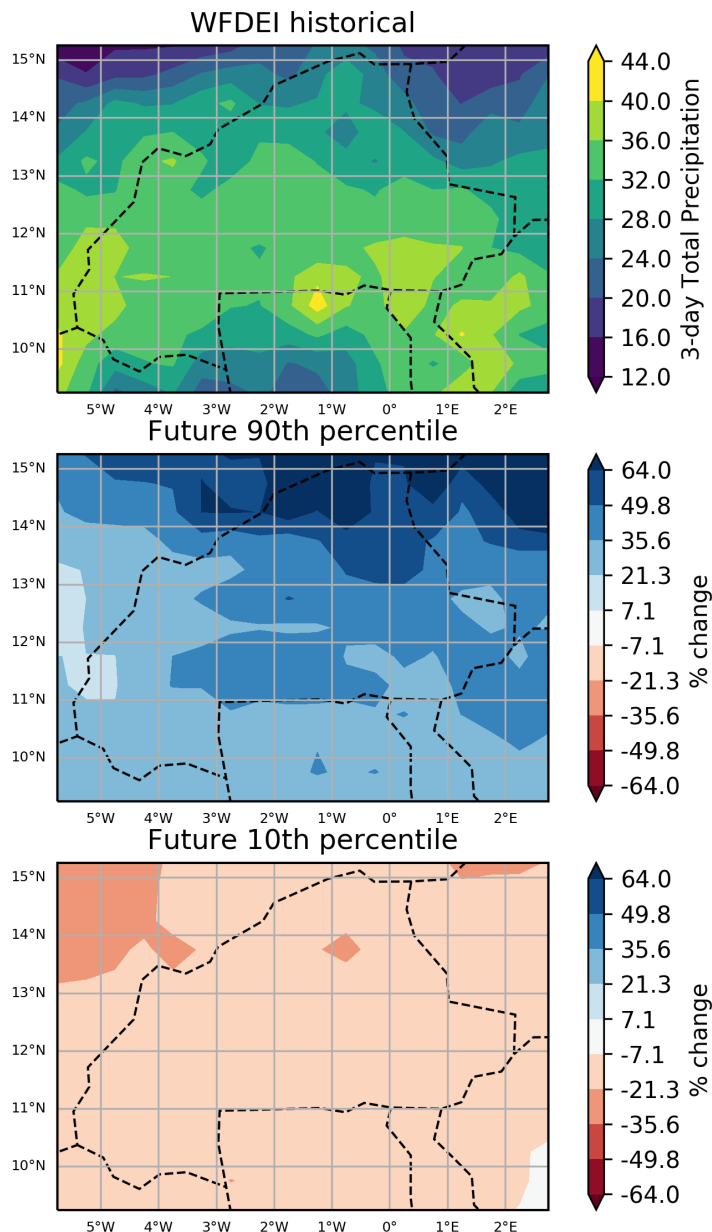 WFDEI historical
15°N
14°N
13°N
12°N
11°N
10°N
5°W 4°W 3°W 2°W 1°W 0° 1°E 2°E
44.0
40.0
36.0
32.0
28.0
24.0
20.0
16.0
12.0
3-day Total Precipitation
Future 90th percentile
15°N
14°N
13°N
12°N
11°N
10°N
5°W 4°W 3°W 2°W 1°W 0° 1°E 2°E
64.0
49.8
35.6
21.3
7.1
-7.1
-21.3
-35.6
-49.8
-64.0
% change
Future 10th percentile
15°N
14°N
13°N
12°N
11°N
10°N
5°W 4°W 3°W 2°W 1°W 0° 1°E 2°E
64.0
49.8
35.6
21.3
7.1
-7.1
-21.3
-35.6
-49.8
-64.0
% change